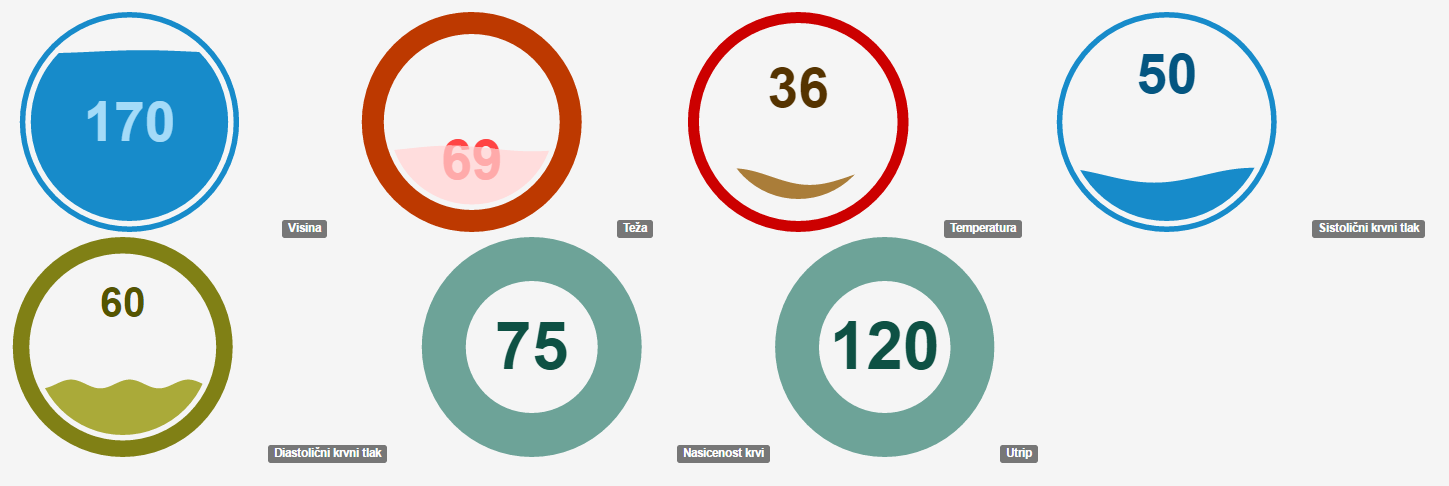 170
Visina
69
Teža
36
Temperatura
50
Sistolični krvni tlak
60
Diastolični krvni tlak
75
Nasicenost krvi
120
Utrip